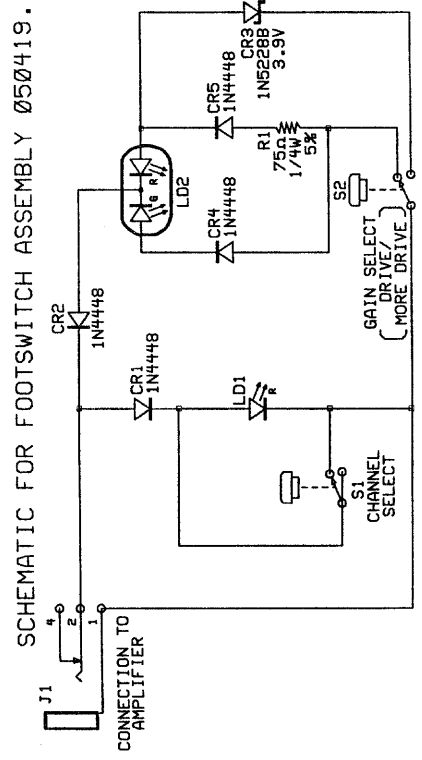 SCHEMATIC FOR FOOTSWITCH ASSEMBLY 050419.
J1
4
2
1
CONNECTION TO
AMPLIFIER
CR2
1N4448
CR1
1N4448
LD1
R
S1
CHANNEL
SELECT
G R
LD2
CR4
1N4448
CR5
1N4448
R1
75Ω
1/4W
5%
CR3
1N5228B
3.9V
S2
GAIN SELECT
DRIVE/
MORE DRIVE